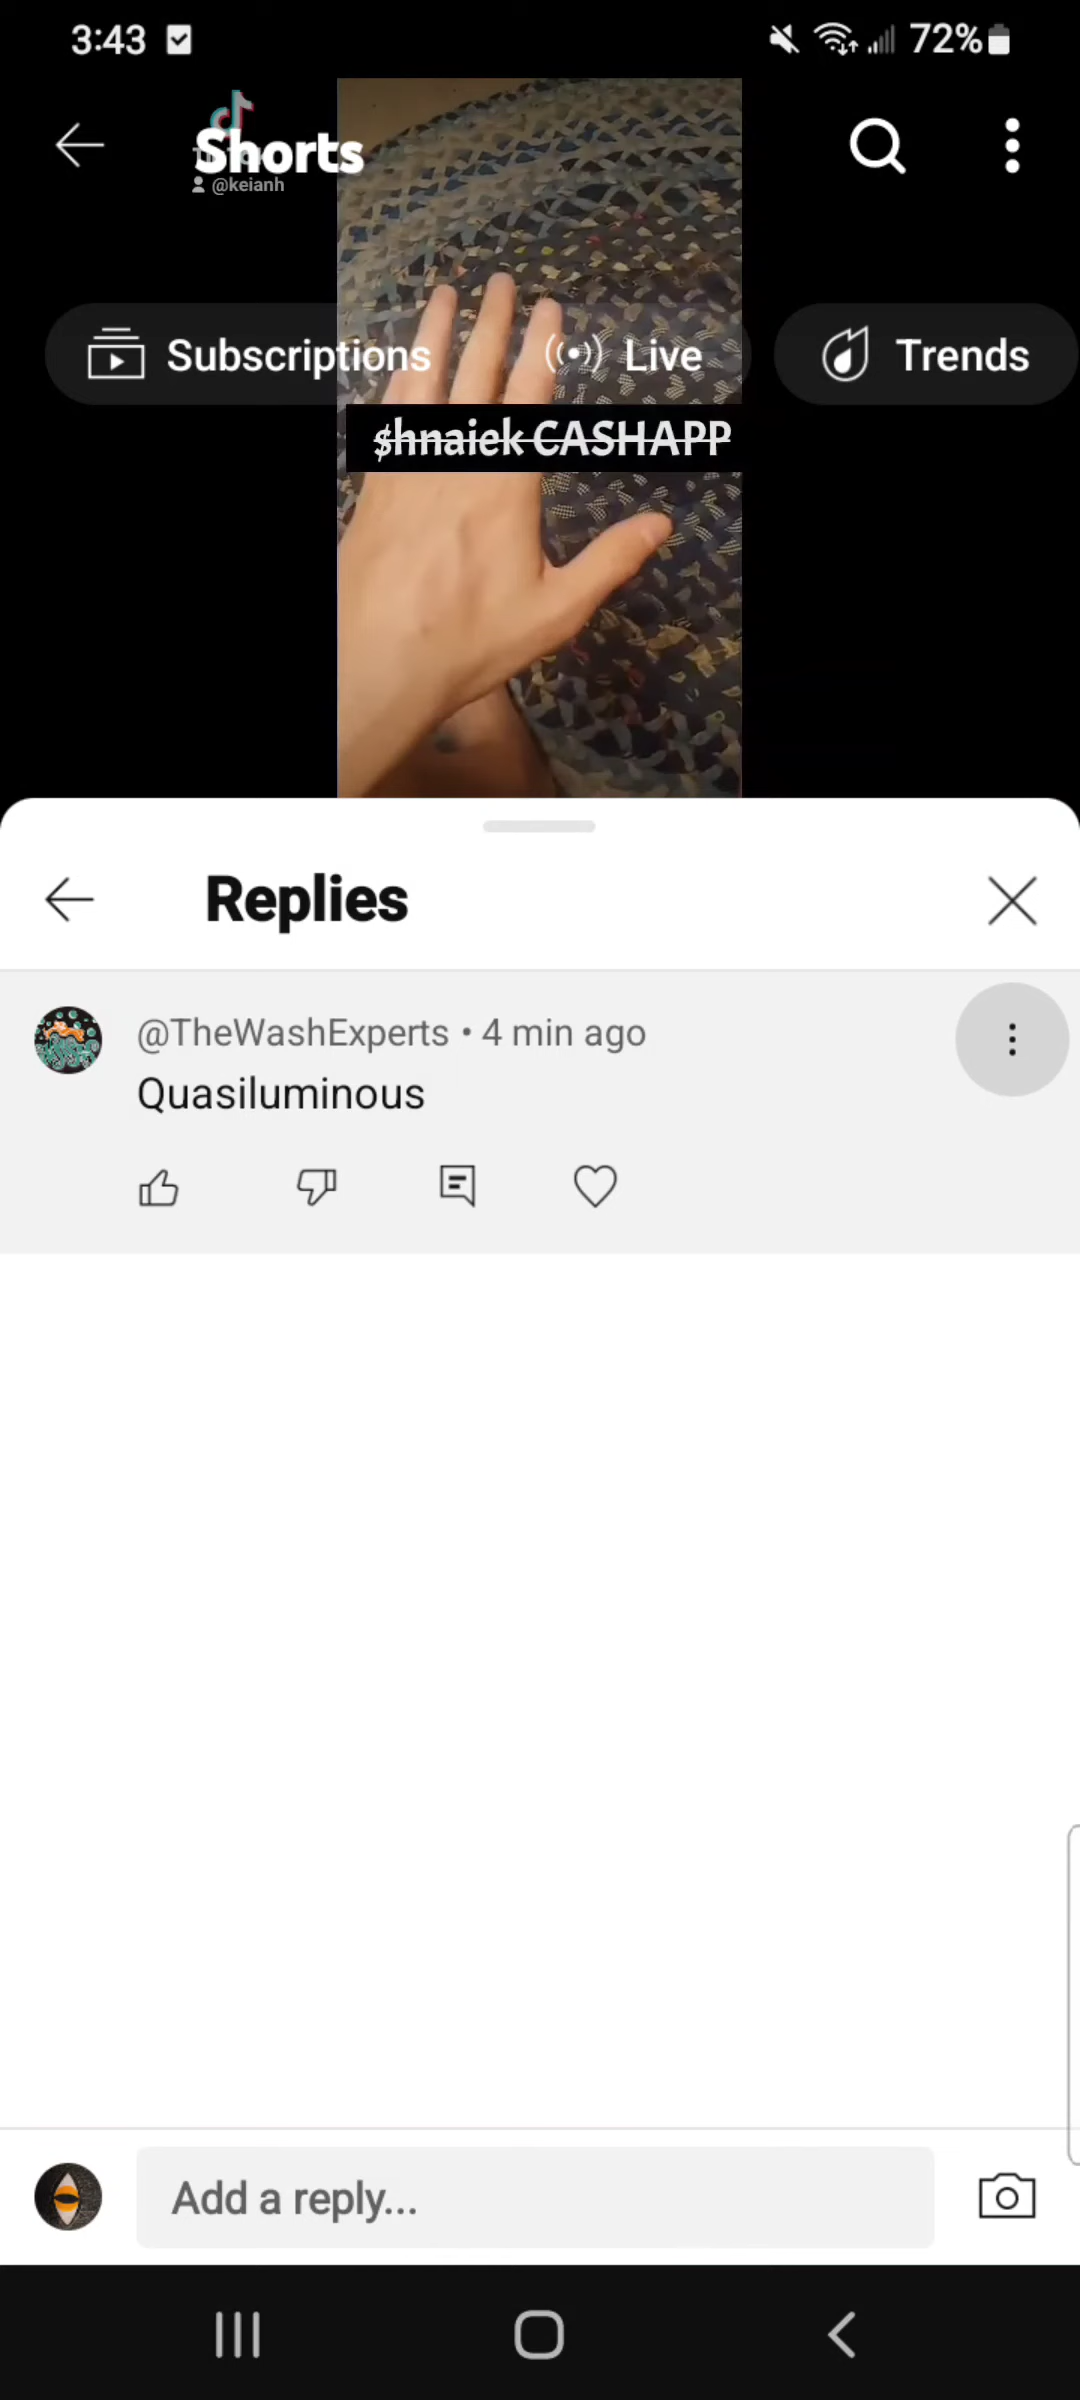 3:43
72%
Shorts
@keianh
Subscriptions
Live
Trends
$hnaiek CASHAPP
Replies
@TheWashExperts • 4 min ago
Quasiluminous
Add a reply...